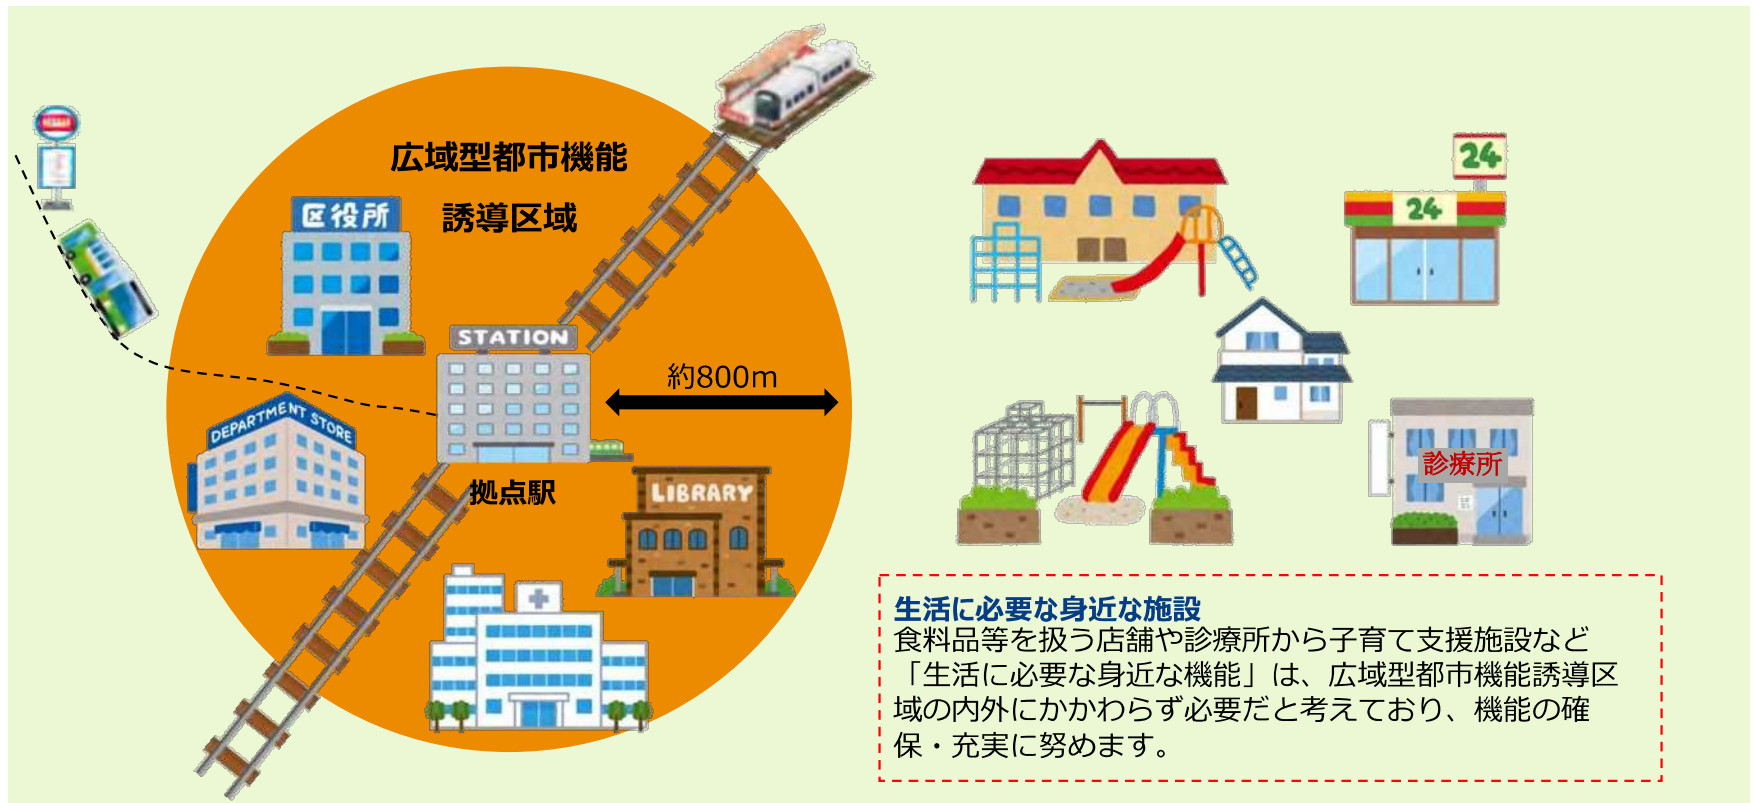 広域型都市機能
誘導区域
区役所
STATION
約800m
DEPARTMENT STORE
拠点駅
LIBRARY
24
24
診療所
生活に必要な身近な施設
食料品等を扱う店舗や診療所から子育て支援施設など
「生活に必要な身近な機能」は、広域型都市機能誘導区
域の内外にかかわらず必要だと考えており、機能の確
保・充実に努めます。